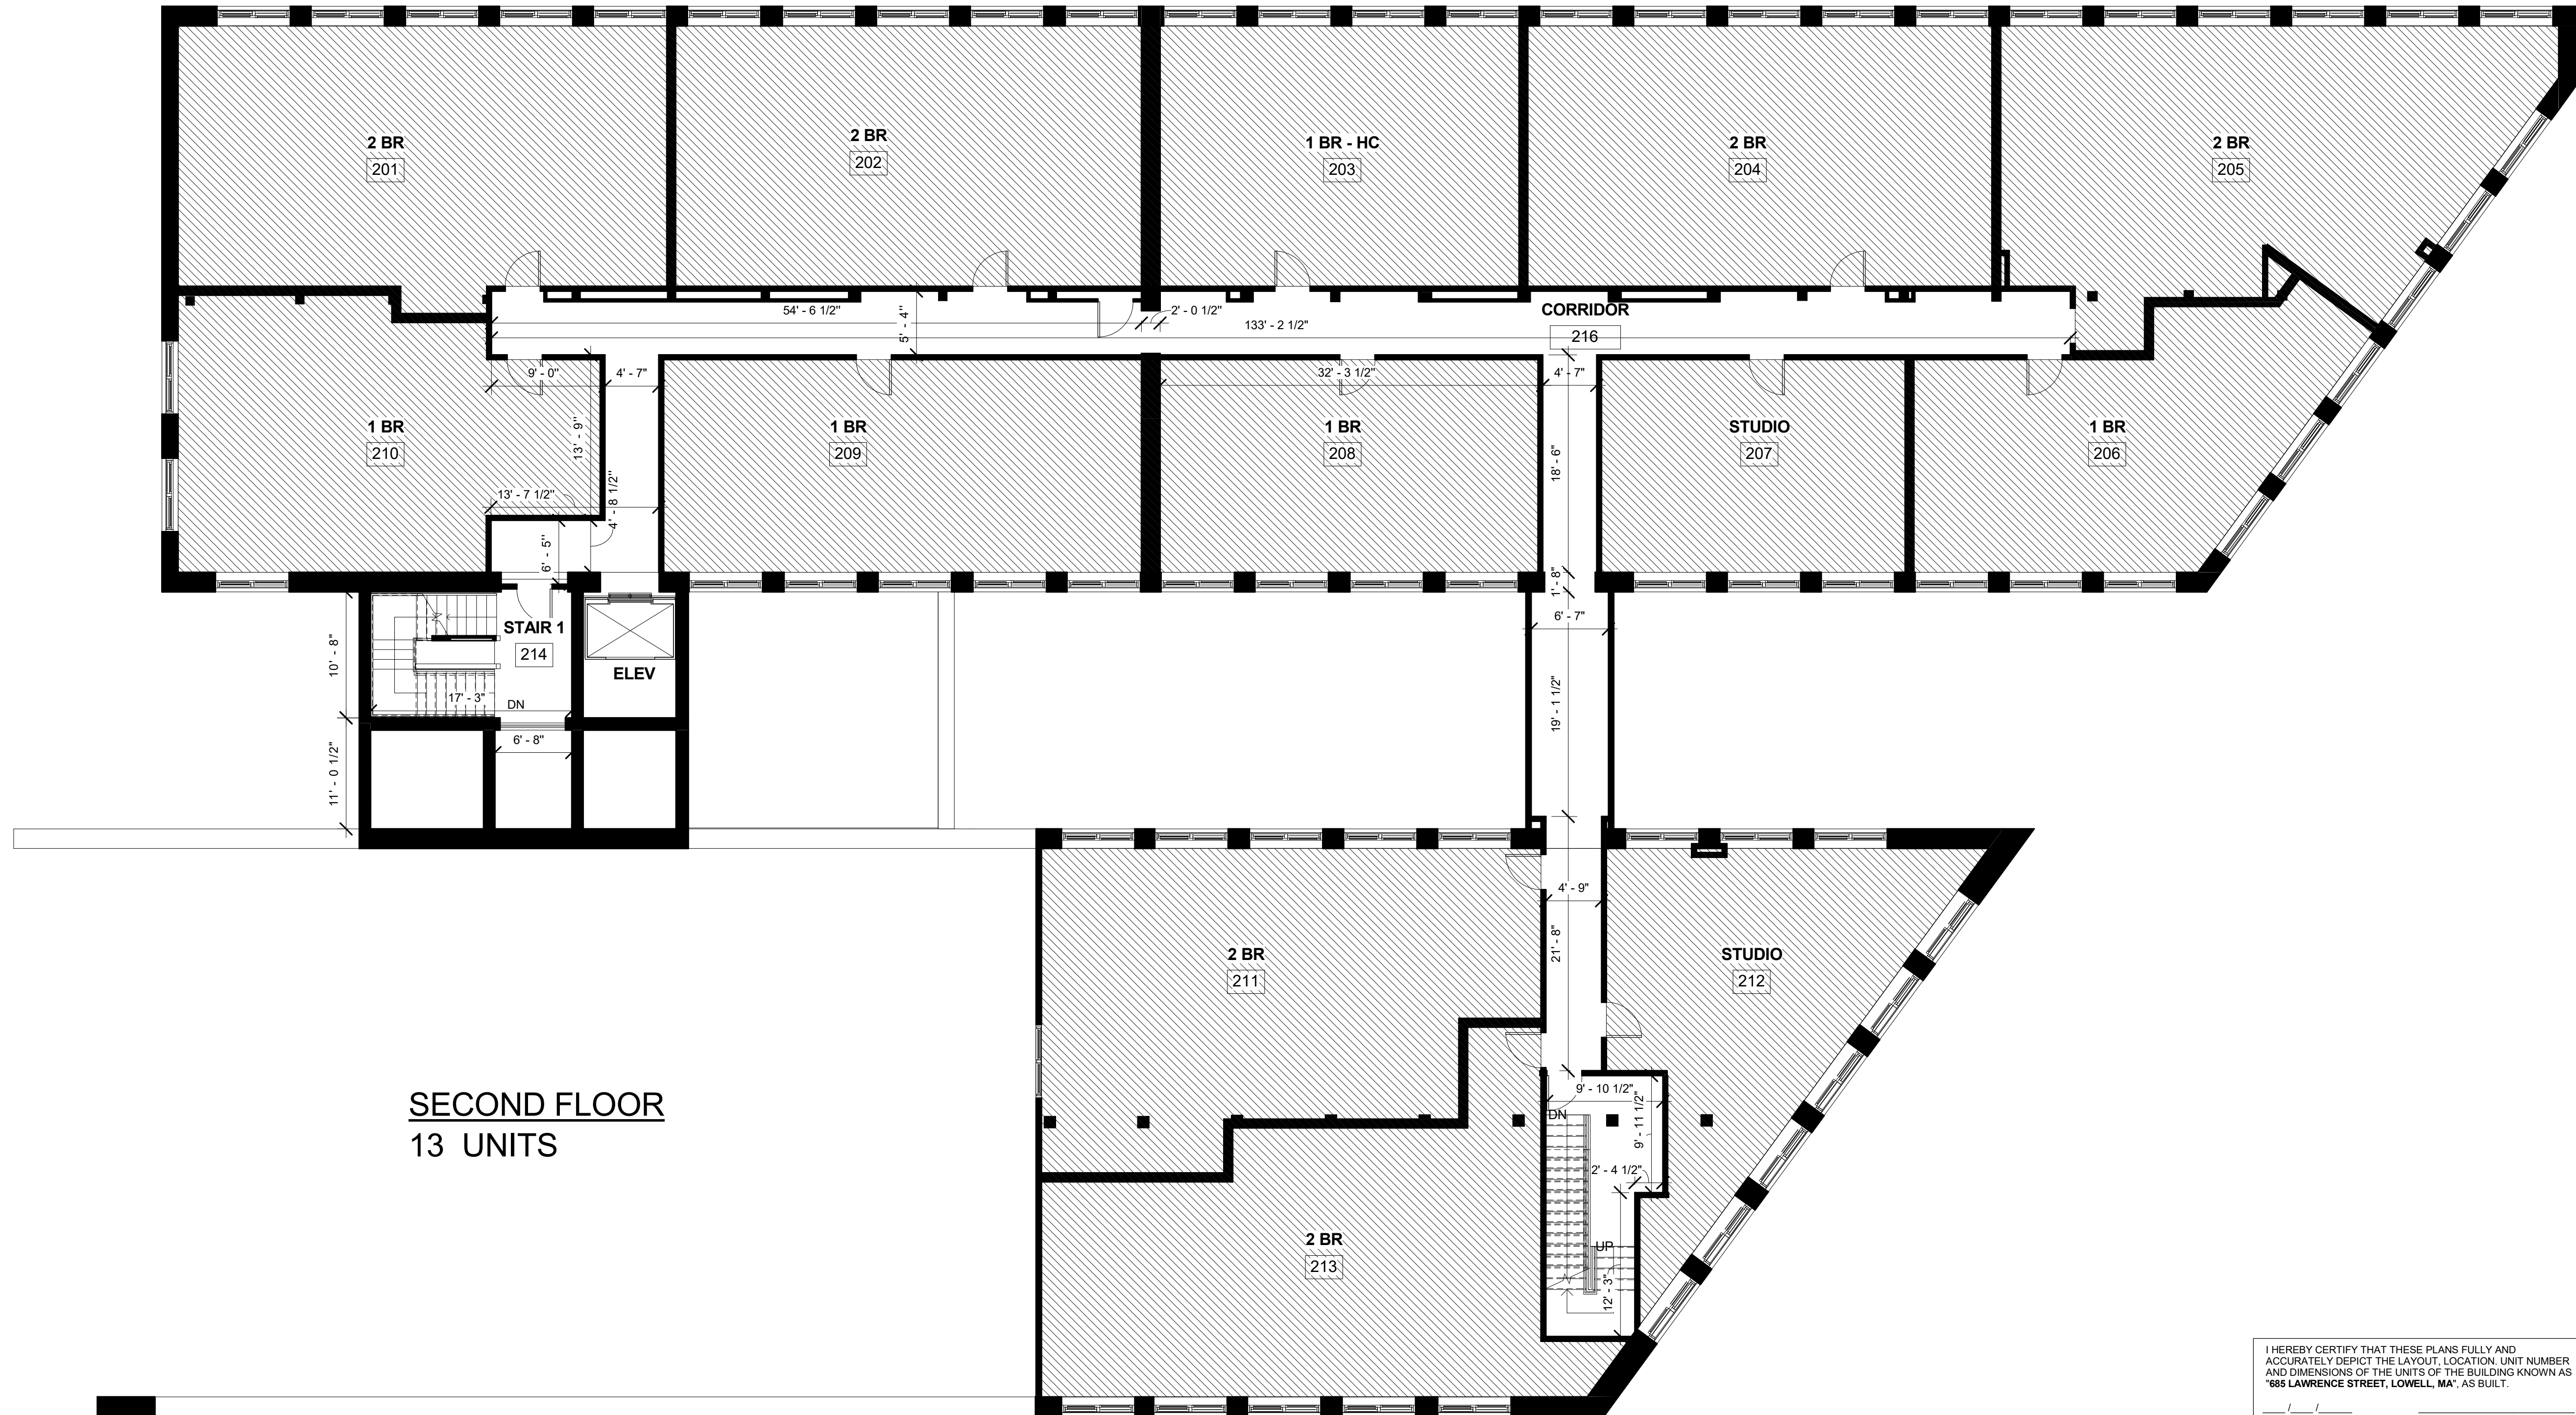 2 BR
201
2 BR
202
1 BR - HC
203
2 BR
204
2 BR
205
54' - 6 1/2"
5' - 4"
2' - 0 1/2"
133' - 2 1/2"
CORRIDOR
216
9' - 0"
4' - 7"
32' - 3 1/2"
4' - 7"
1 BR
210
13' - 9"
1 BR
209
1 BR
208
18' - 6"
STUDIO
207
1 BR
206
13' - 7 1/2"
4' - 8 1/2"
6' - 5"
1' - 8"
6' - 7"
10' - 8"
STAIR 1
214
ELEV
17' - 3"
DN
19' - 1 1/2"
6' - 8"
11' - 0 1/2"
4' - 9"
21' - 8"
2 BR
211
STUDIO
212
9' - 10 1/2"
DN
9' - 11 1/2"
2' - 4 1/2"
SECOND FLOOR
13 UNITS
2 BR
213
UP
12' - 3"
I HEREBY CERTIFY THAT THESE PLANS FULLY AND
ACCURATELY DEPICT THE LAYOUT, LOCATION. UNIT NUMBER
AND DIMENSIONS OF THE UNITS OF THE BUILDING KNOWN AS
"685 LAWRENCE STREET, LOWELL, MA", AS BUILT.
____ /____ /______ ____________________________